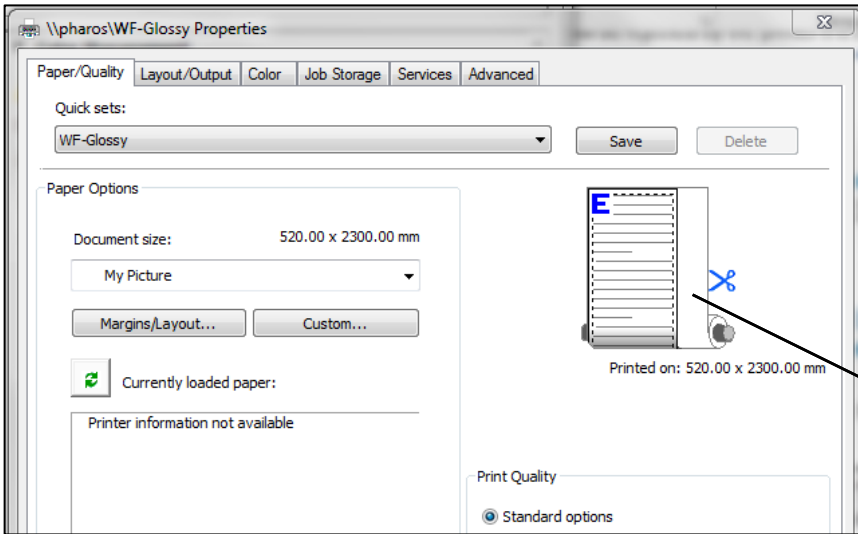 \\pharos\WF-Glossy Properties
Paper/Quality Layout/Output Color Job Storage Services Advanced
Quick sets:
WF-Glossy Save Delete
Paper Options
E
Document size: 520.00 x 2300.00 mm
My Picture
Margins/Layout... Custom...
Printed on: 520.00 x 2300.00 mm
Currently loaded paper:
Printer information not available
Print Quality
Standard options